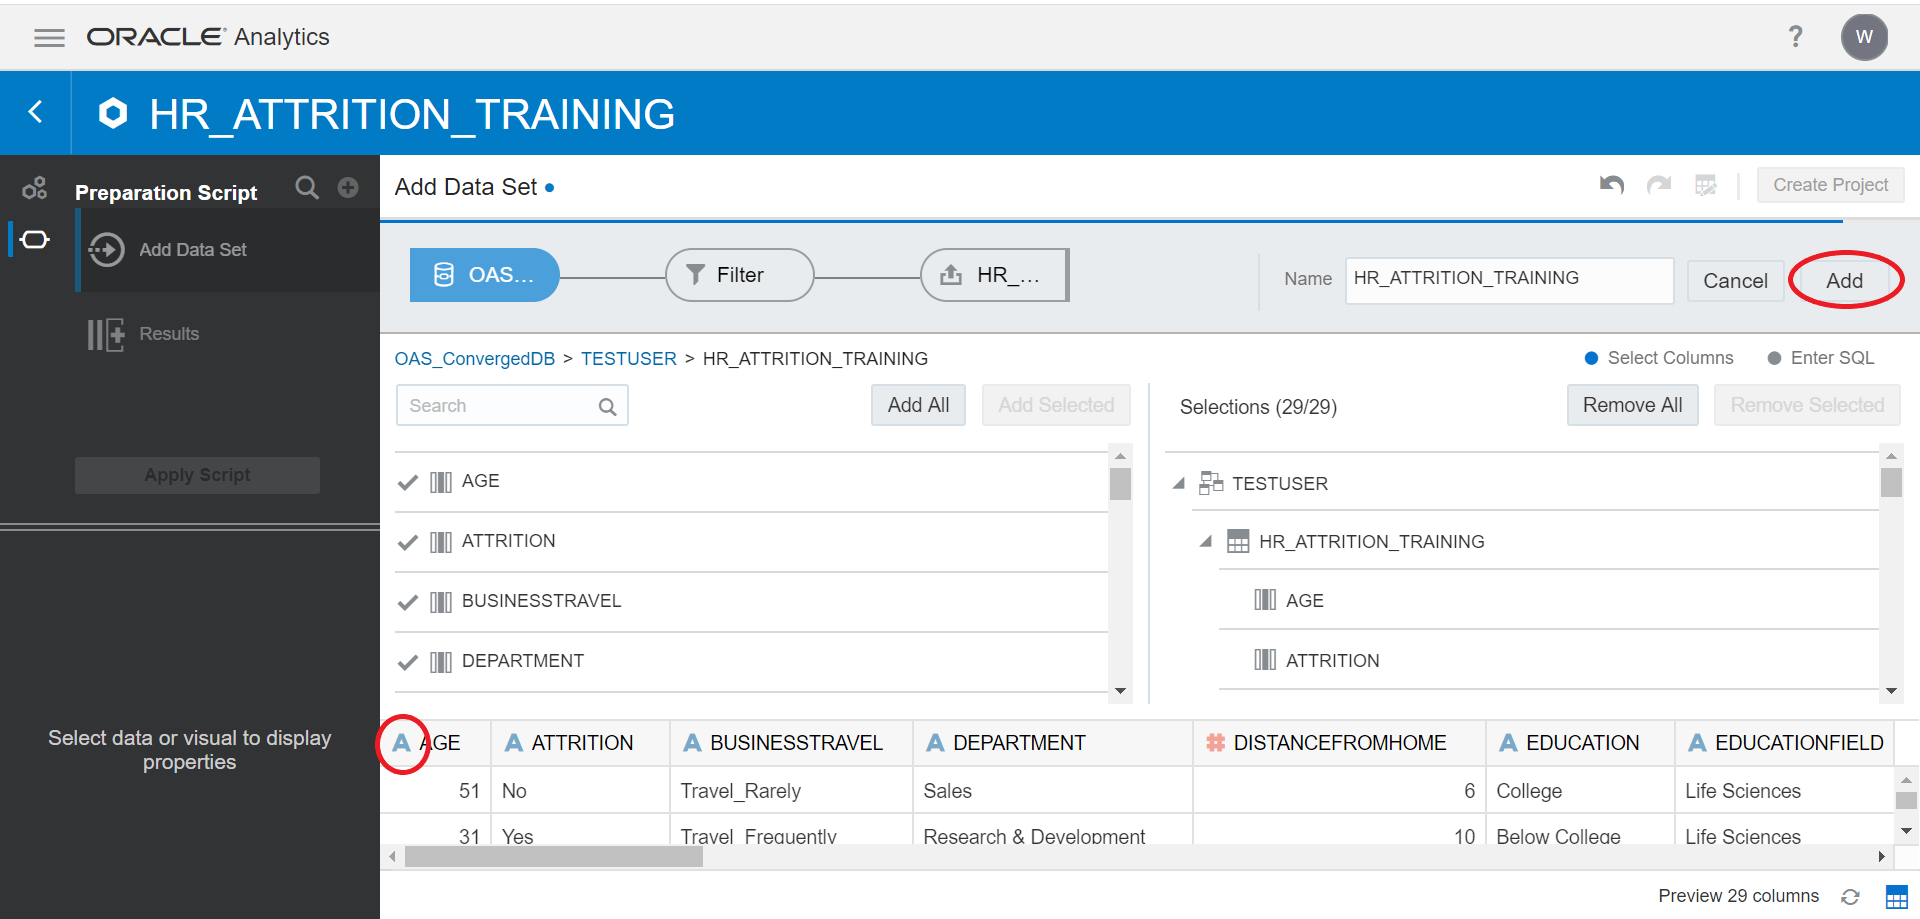 ORACLE Analytics
?
W
HR_ATTRITION_TRAINING
Preparation Script
Add Data Set
Results
Apply Script
Select data or visual to display
properties
Add Data Set
Create Project
OAS...
Filter
HR_...
Name
HR_ATTRITION_TRAINING
Cancel
Add
OAS_ConvergedDB > TESTUSER > HR_ATTRITION_TRAINING
Select Columns
Enter SQL
Search
Add All
Add Selected
Selections (29/29)
Remove All
Remove Selected
AGE
ATTRITION
BUSINESSTRAVEL
DEPARTMENT
TESTUSER
HR_ATTRITION_TRAINING
AGE
ATTRITION
A AGE A ATTRITION A BUSINESSTRAVEL A DEPARTMENT # DISTANCEFROMHOME A EDUCATION A EDUCATIONFIELD
51 No Travel_Rarely Sales 6 College Life Sciences
31 Yes Travel_Frequently Research & Development 10 Below College Life Sciences
Preview 29 columns